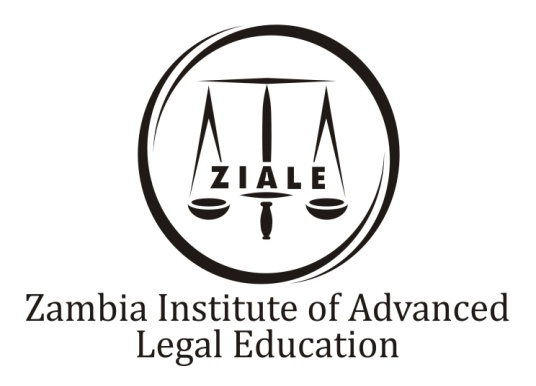 ZIALE
Zambia Institute of Advanced
Legal Education